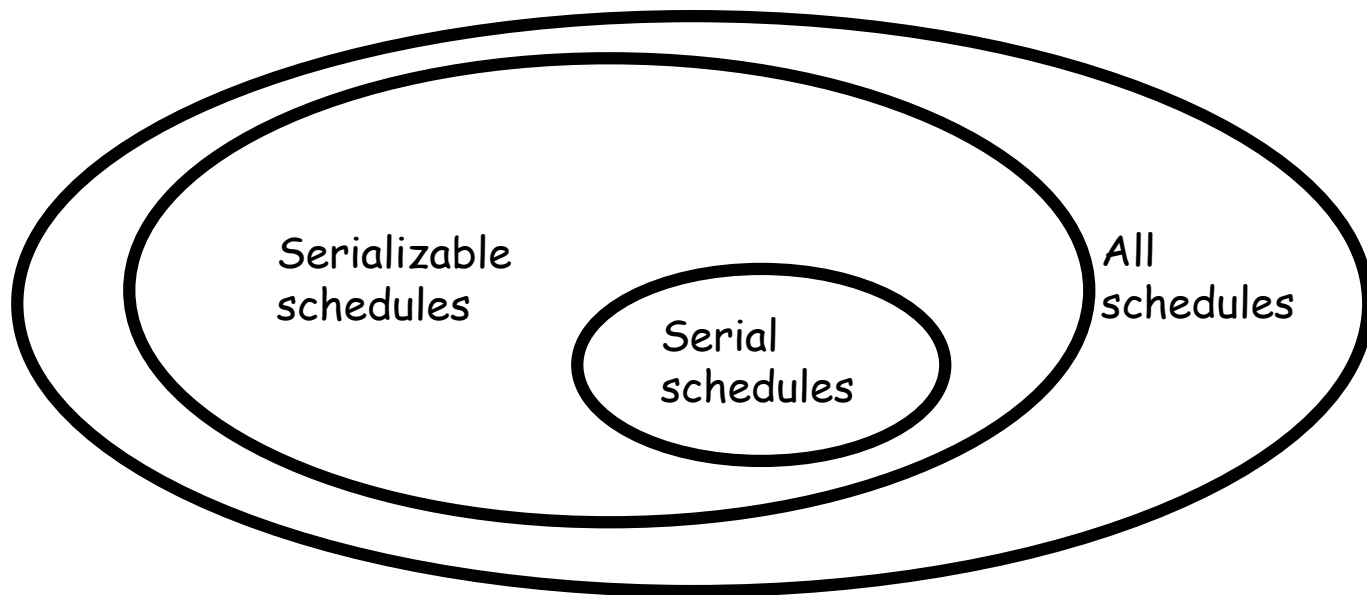 Serializable
schedules
Serial
schedules
All
schedules